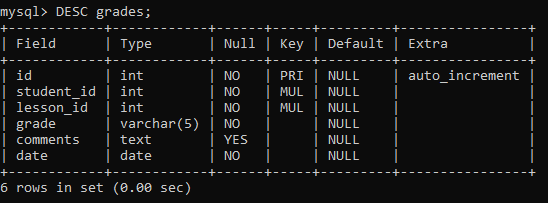 mysql> DESC grades;
+------------+------------+------+-----+---------+----------------+
| Field      | Type       | Null | Key | Default | Extra          |
+------------+------------+------+-----+---------+----------------+
| id         | int        | NO   | PRI | NULL    | auto_increment |
| student_id | int        | NO   | MUL | NULL    |                |
| lesson_id  | int        | NO   | MUL | NULL    |                |
| grade      | varchar(5) | NO   |     | NULL    |                |
| comments   | text       | YES  |     | NULL    |                |
| date       | date       | NO   |     | NULL    |                |
+------------+------------+------+-----+---------+----------------+
6 rows in set (0.00 sec)